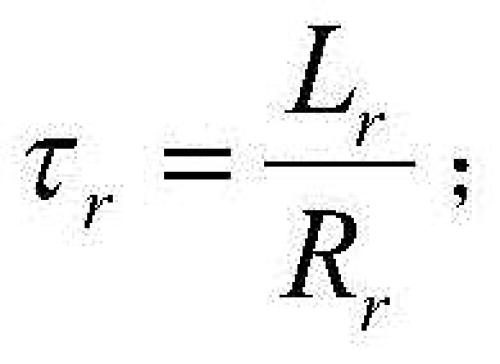 τ_r = L_r / R_r ;